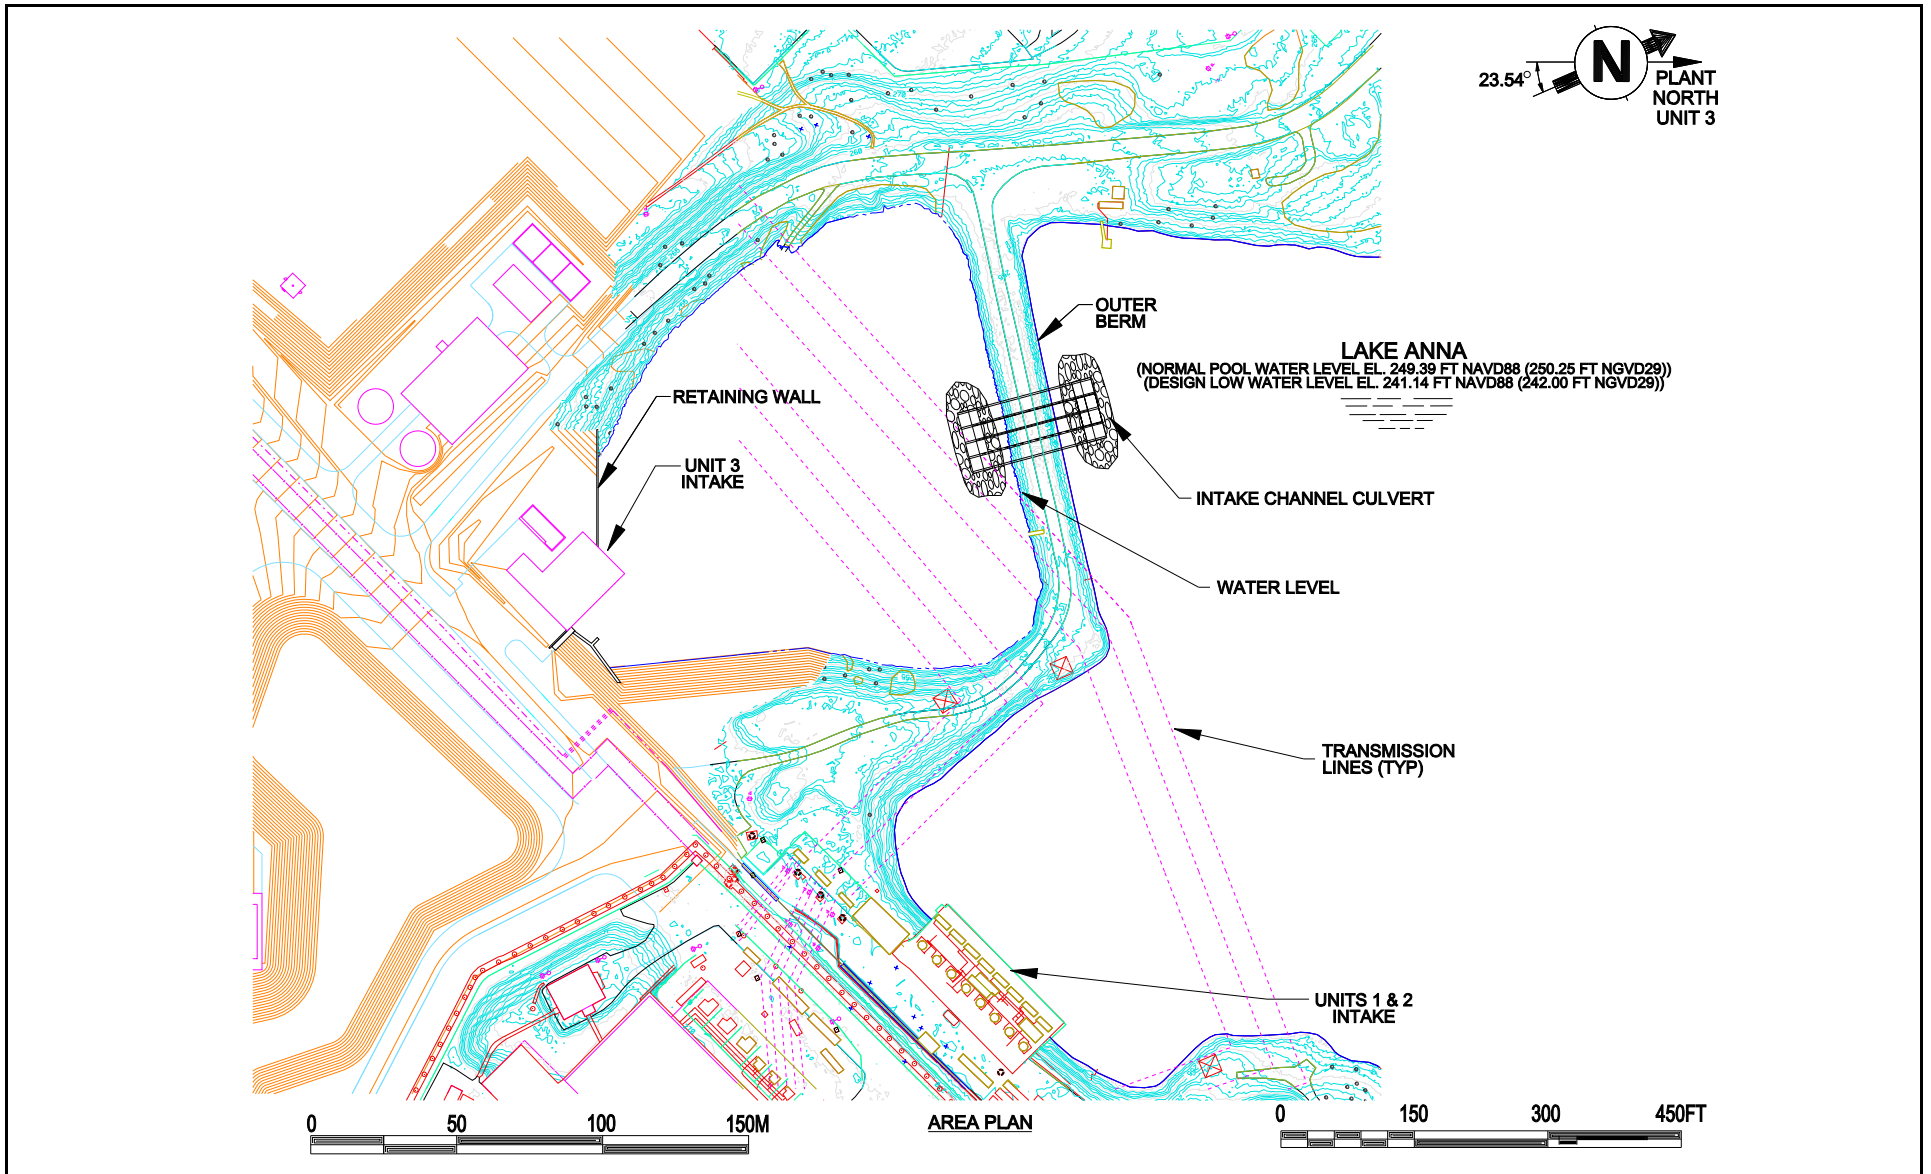 N
23.54°
PLANT
NORTH
UNIT 3
OUTER
BERM
LAKE ANNA
(NORMAL POOL WATER LEVEL EL. 249.39 FT NAVD88 (250.25 FT NGVD29))
(DESIGN LOW WATER LEVEL EL. 241.14 FT NAVD88 (242.00 FT NGVD29))
RETAINING WALL
UNIT 3
INTAKE
INTAKE CHANNEL CULVERT
WATER LEVEL
TRANSMISSION
LINES (TYP)
UNITS 1 & 2
INTAKE
0 50 100 150M
AREA PLAN
0 150 300 450FT